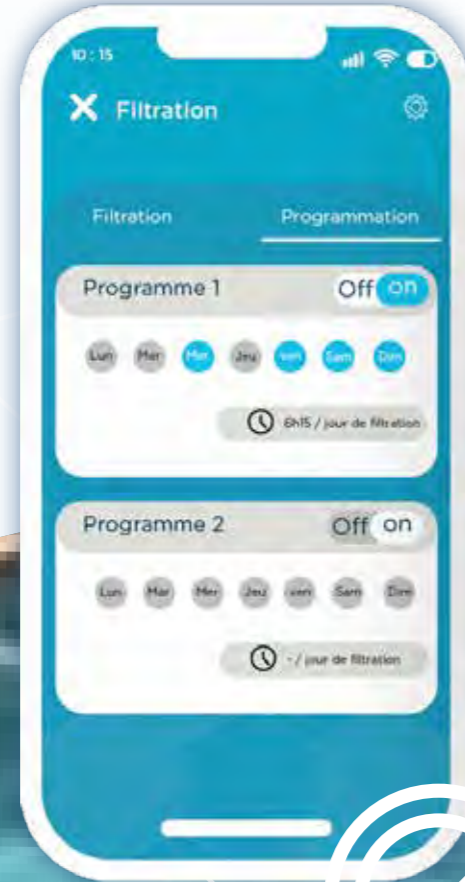 10:15
Filtration
Filtration Programmation
Programme 1 Off on
Lun Mer Mer Jeu ven Sam Dim
6h15 / jour de filtration
Programme 2 Off on
Lun Mar Mer Jeu ven Sam Dim
- / jour de filtration